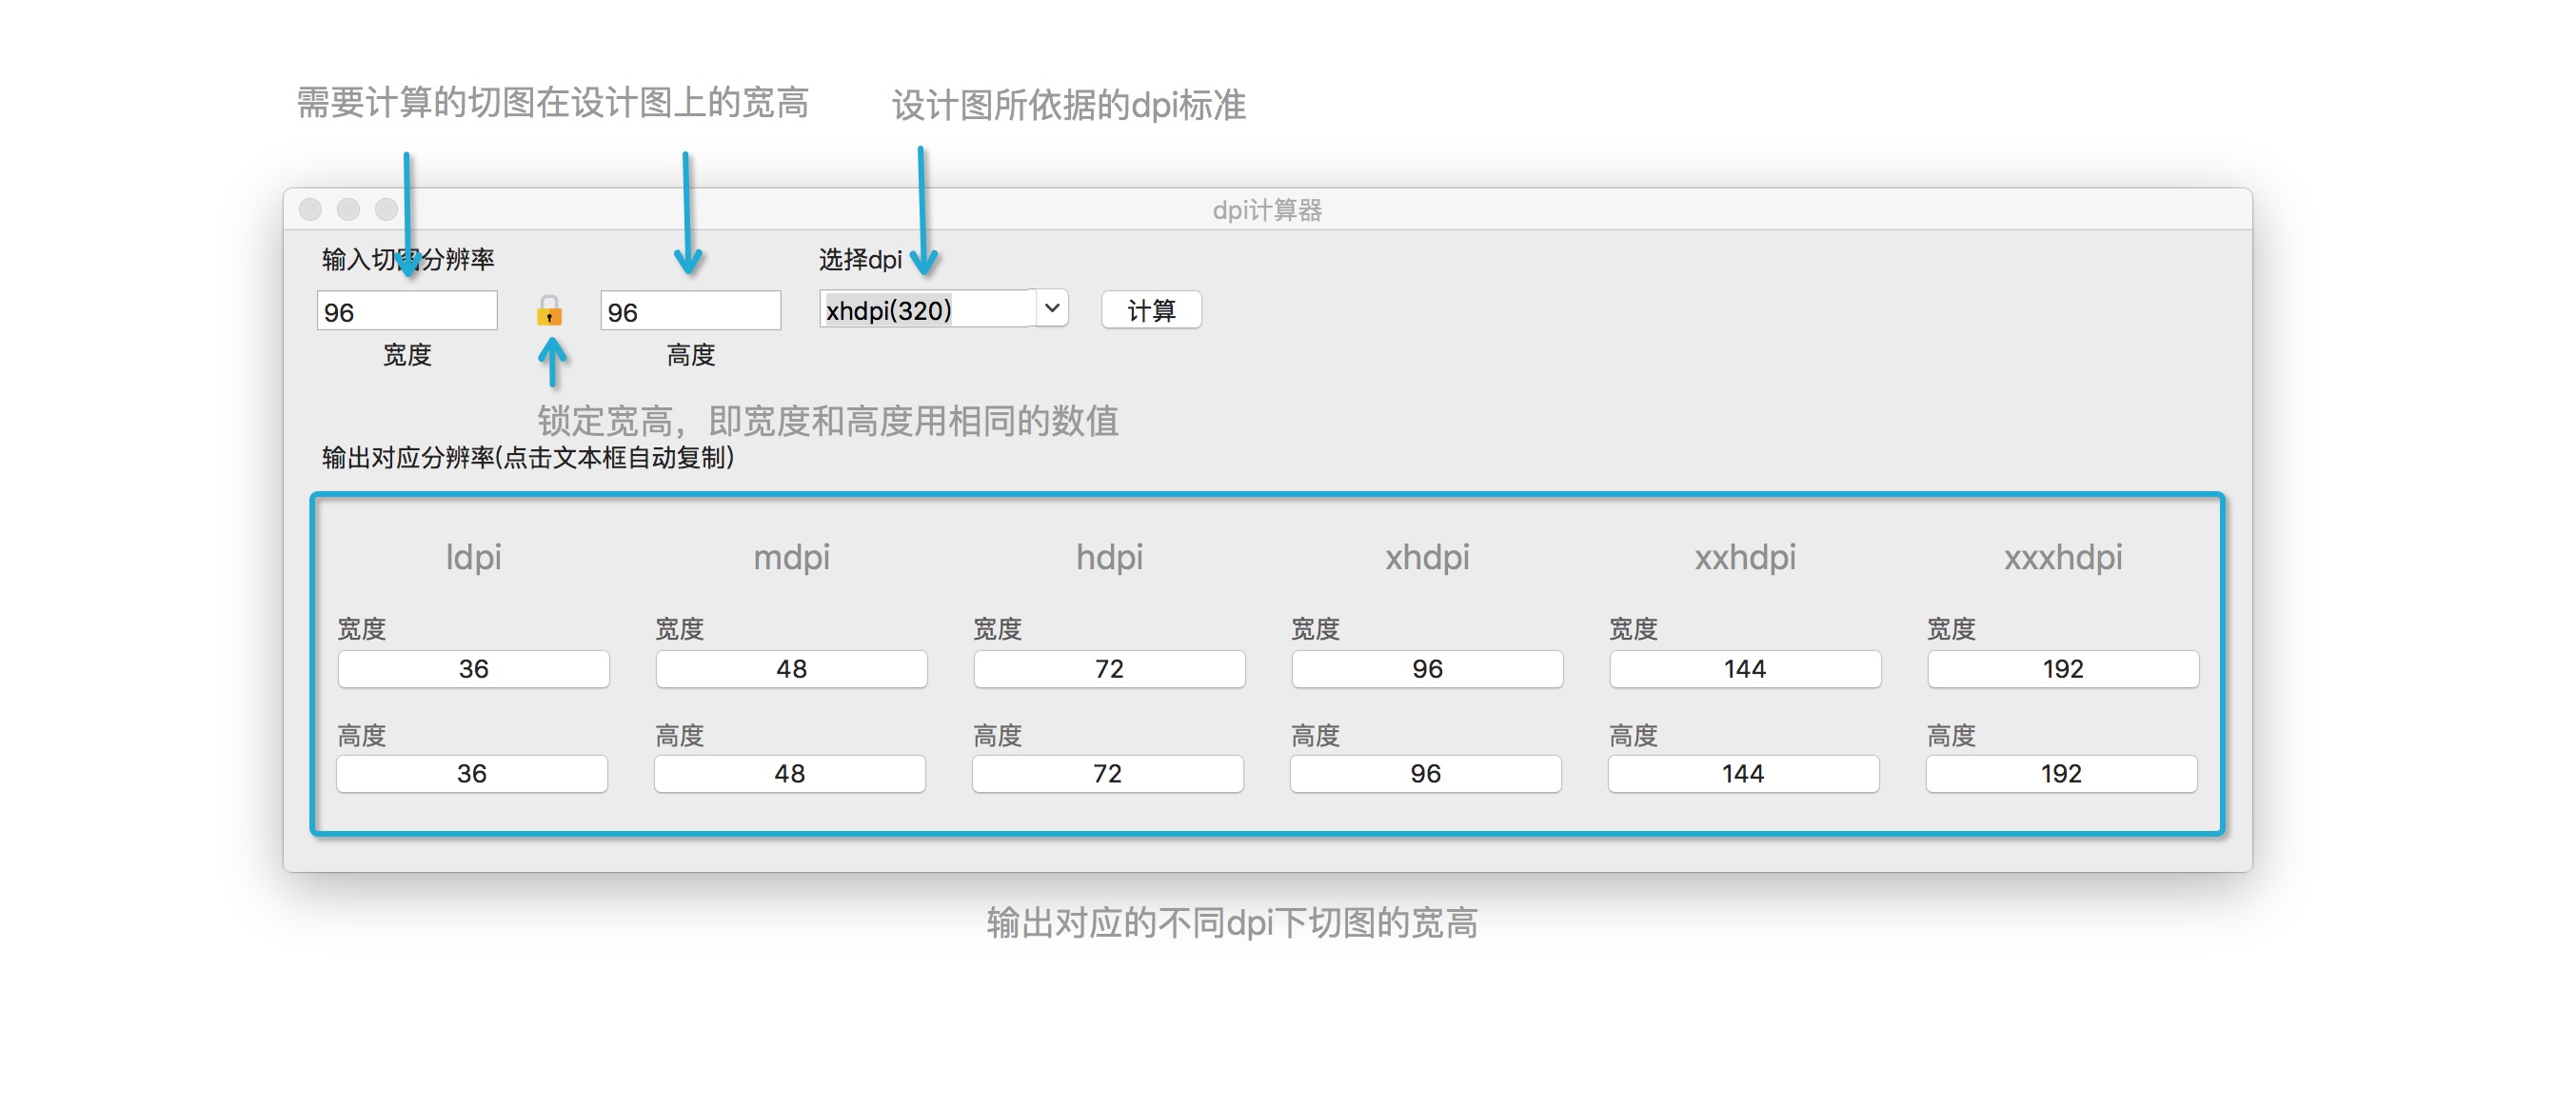 需要计算的切图在设计图上的宽高
设计图所依据的dpi标准
dpi计算器
输入切图分辨率
选择dpi
96
96
xhdpi(320)
计算
宽度
高度
锁定宽高，即宽度和高度用相同的数值
输出对应分辨率(点击文本框自动复制)
ldpi
mdpi
hdpi
xhdpi
xxhdpi
xxxhdpi
宽度
宽度
宽度
宽度
宽度
宽度
36
48
72
96
144
192
高度
高度
高度
高度
高度
高度
36
48
72
96
144
192
输出对应的不同dpi下切图的宽高